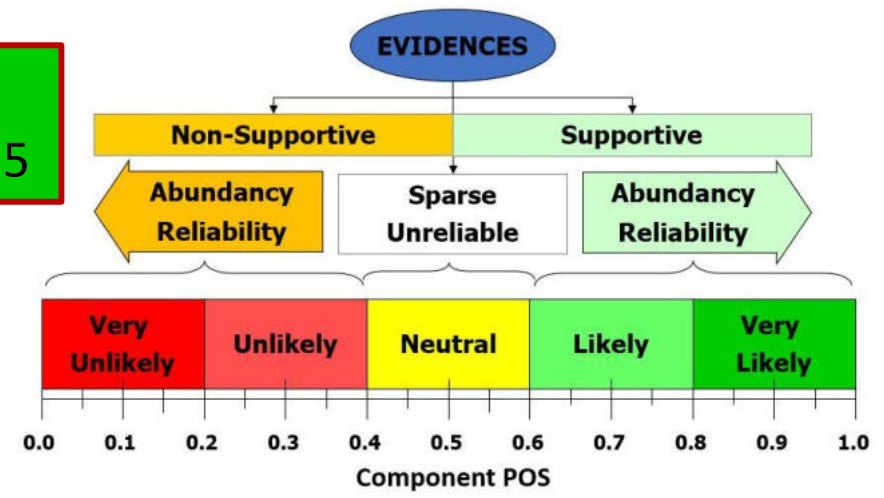 EVIDENCES
5
Non-Supportive Supportive
Abundancy
Reliability
Sparse
Unreliable
Abundancy
Reliability
Very
Unlikely
Unlikely
Neutral
Likely
Very
Likely
0.0 0.1 0.2 0.3 0.4 0.5 0.6 0.7 0.8 0.9 1.0
Component POS